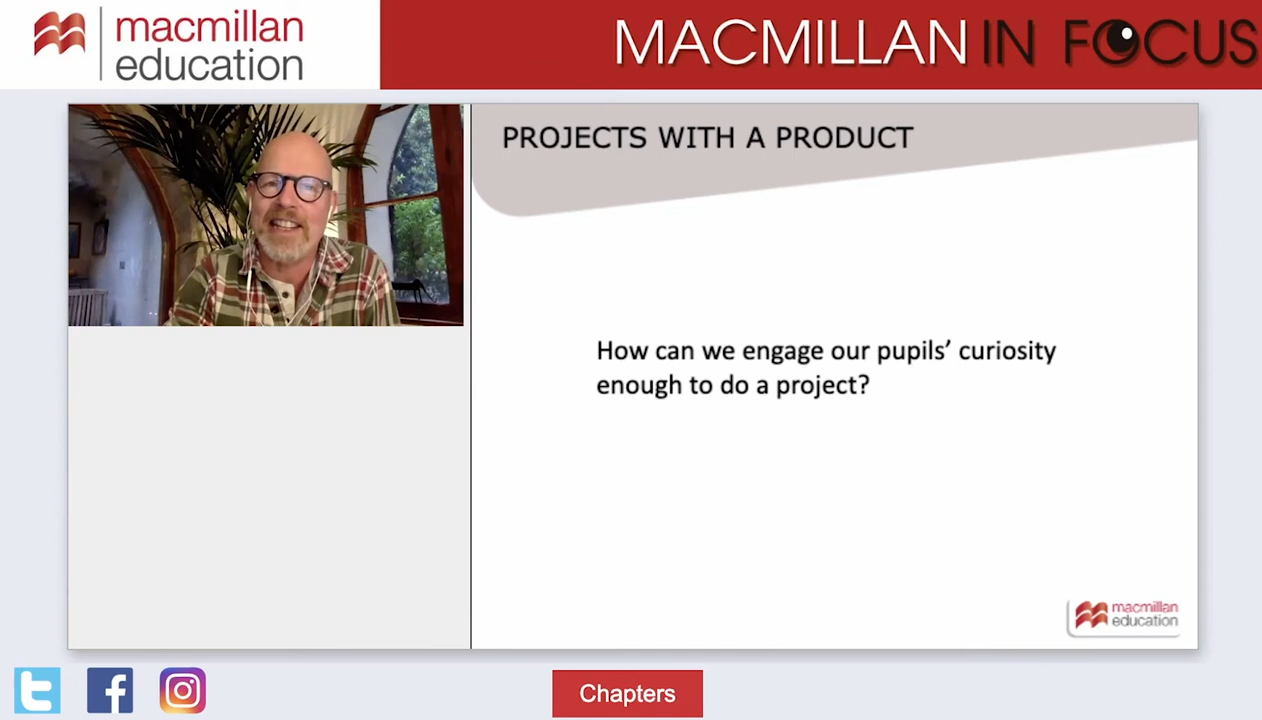 macmillan
education
MACMILLAN IN FOCUS
PROJECTS WITH A PRODUCT
How can we engage our pupils’ curiosity
enough to do a project?
macmillan
education
Chapters